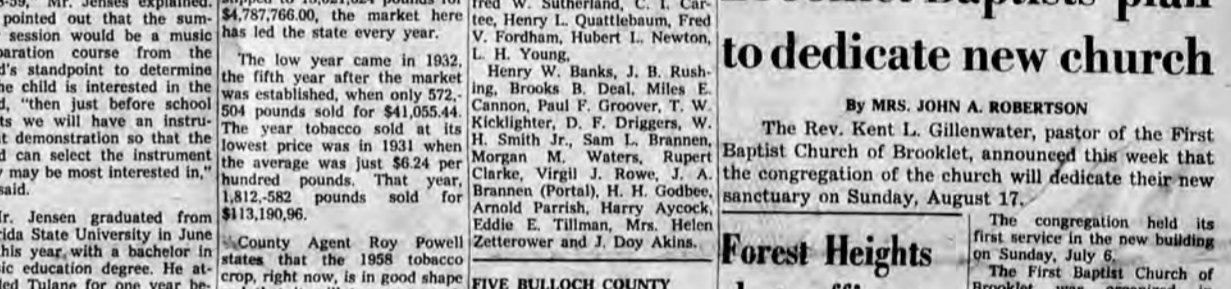 Mr. Jenses explained.
pointed out that the sum-
session would be a music
paration course from the
standpoint to determine
child is interested in the
"then just before school
we will have an instru-
demonstration so that the
can select the instrument
may be most interested in,"
said.
Jensen graduated from
State University in June
this year with a bachelor in
education degree. He at-
Tulane for one year be-
$4,787,766.00, the market here
has led the state every year.
The low year came in 1932,
the fifth year after the market
was established, when only 572,-
504 pounds sold for $41,055.44.
The year tobacco sold at its
lowest price was in 1931 when
the average was just $6.24 per
hundred pounds. That year,
1,812,-582 pounds sold for
$113,190,96.
County Agent Roy Powell
states that the 1958 tobacco
crop, right now, is in good shape
Fred W. Sutherland, C. I. Car-
tee, Henry L. Quattlebaum, Fred
V. Fordham, Hubert L. Newton,
L. H. Young,
Henry W. Banks, J. B. Rush-
ing, Brooks B. Deal, Miles E.
Cannon, Paul F. Groover, T. W.
Kicklighter, D. F. Driggers, W.
H. Smith Jr., Sam L. Brannen,
Morgan M. Waters, Rupert
Clarke, Virgil J. Rowe, J. A.
Brannen (Portal), H. H. Godbee,
Arnold Parrish, Harry Aycock,
Eddie E. Tillman, Mrs. Helen
Zetterower and J. Doy Akins.
FIVE BULLOCH COUNTY
Baptists plan
to dedicate new church
By MRS. JOHN A. ROBERTSON
The Rev. Kent L. Gillenwater, pastor of the First
Baptist Church of Brooklet, announced this week that
the congregation of the church will dedicate their new
sanctuary on Sunday, August 17.
Forest Heights
The congregation held its
first service in the new building
on Sunday, July 6.
The First Baptist Church of